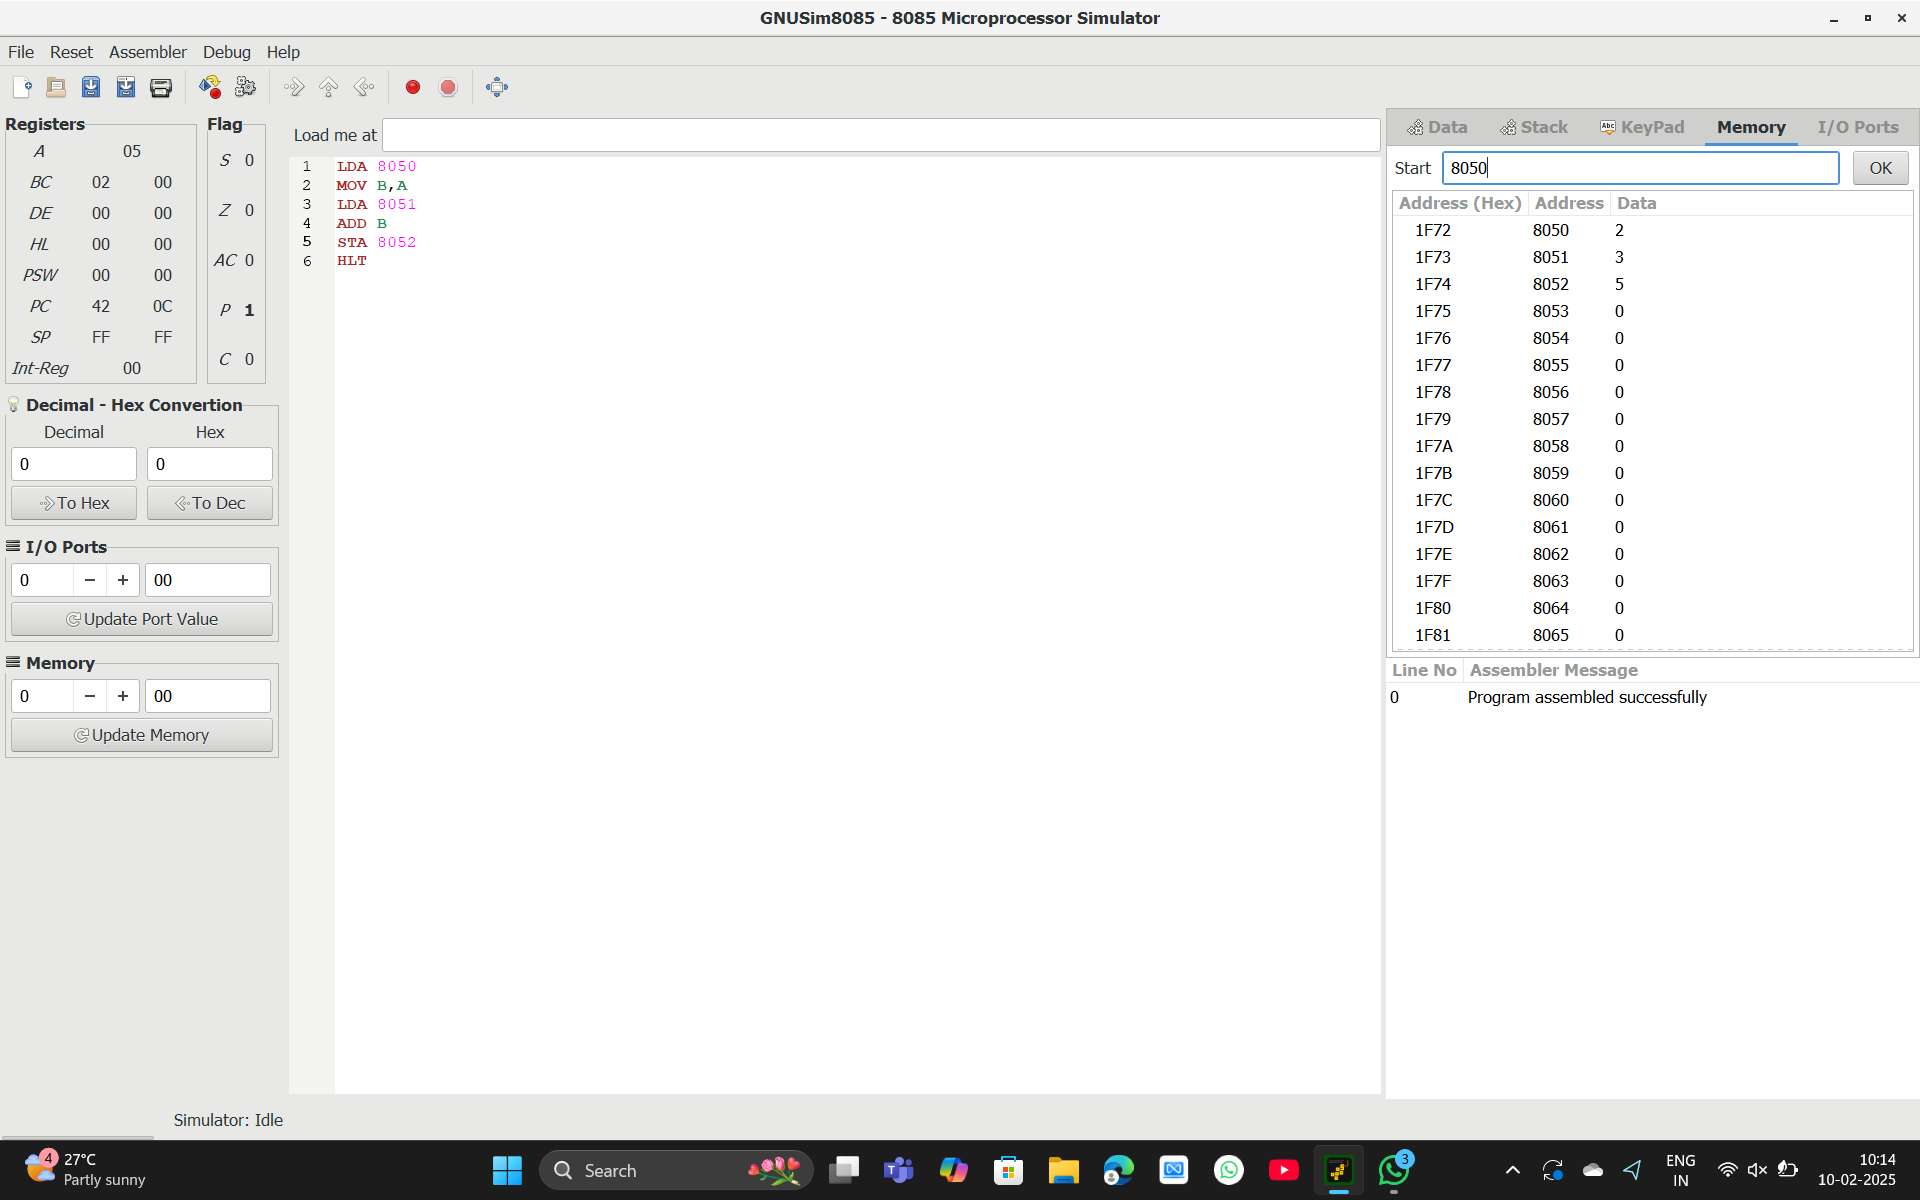 GNUSim8085 - 8085 Microprocessor Simulator
File Reset Assembler Debug Help
Registers
A 05
BC 02 00
DE 00 00
HL 00 00
PSW 00 00
PC 42 0C
SP FF FF
Int-Reg 00
Flag
S 0
Z 0
AC 0
P 1
C 0
Decimal - Hex Convertion
Decimal Hex
0 0
To Hex To Dec
I/O Ports
0 − + 00
Update Port Value
Memory
0 − + 00
Update Memory
Load me at
1 LDA 8050
2 MOV B,A
3 LDA 8051
4 ADD B
5 STA 8052
6 HLT
Data Stack Abc KeyPad Memory I/O Ports
Start 8050 OK
Address (Hex) Address Data
1F72 8050 2
1F73 8051 3
1F74 8052 5
1F75 8053 0
1F76 8054 0
1F77 8055 0
1F78 8056 0
1F79 8057 0
1F7A 8058 0
1F7B 8059 0
1F7C 8060 0
1F7D 8061 0
1F7E 8062 0
1F7F 8063 0
1F80 8064 0
1F81 8065 0
Line No Assembler Message
0 Program assembled successfully
Simulator: Idle
4
27°C
Partly sunny
Search
3
ENG
IN
10:14
10-02-2025